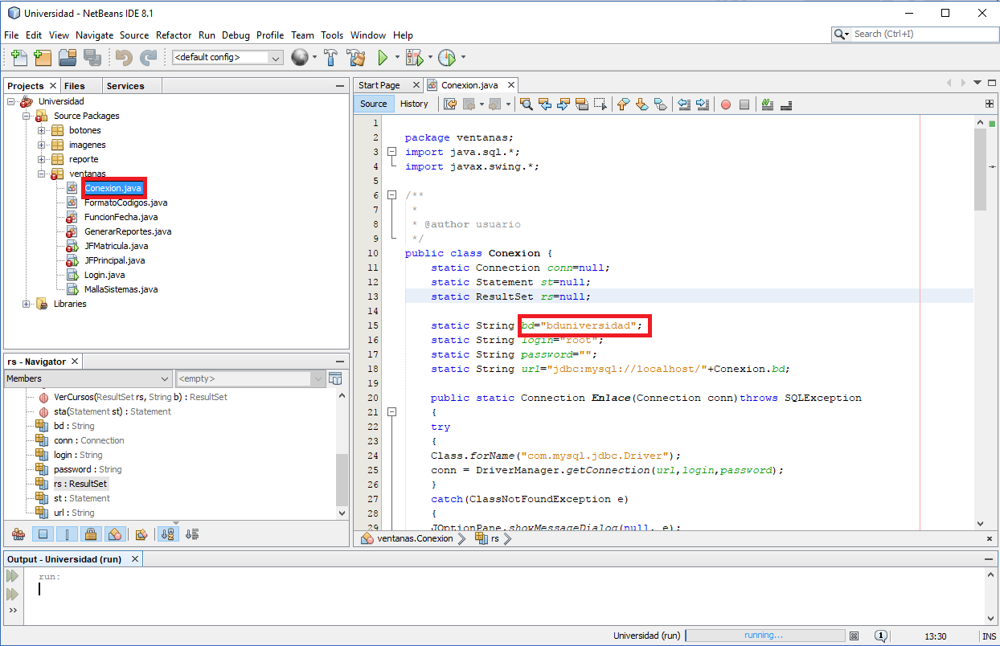 Universidad - NetBeans IDE 8.1
File Edit View Navigate Source Refactor Run Debug Profile Team Tools Window Help
Search (Ctrl+I)
<default config>
Projects Files Services
Universidad
Source Packages
botones
imagenes
reporte
ventanas
Conexion.java
FormatoCodigos.java
FuncionFecha.java
GenerarReportes.java
JFMatricula.java
JFPrincipal.java
Login.java
MallaSistemas.java
Libraries
rs - Navigator
Members <empty>
VerCursos(ResultSet rs, String b) : ResultSet
sta(Statement st) : Statement
bd : String
conn : Connection
login : String
password : String
rs : ResultSet
st : Statement
url : String
Start Page Conexion.java
Source History
1
2 package ventanas;
3 import java.sql.*;
4 import javax.swing.*;
5
6 /**
7 *
8 * @author usuario
9 */
10 public class Conexion {
11 static Connection conn=null;
12 static Statement st=null;
13 static ResultSet rs=null;
14
15 static String bd="bduniversidad";
16 static String login="root";
17 static String password="";
18 static String url="jdbc:mysql://localhost/"+Conexion.bd;
19
20 public static Connection Enlace(Connection conn)throws SQLException
21 {
22 try
23 {
24 Class.forName("com.mysql.jdbc.Driver");
25 conn = DriverManager.getConnection(url,login,password);
26 }
27 catch(ClassNotFoundException e)
28 {
29 JOptionPane.showMessageDialog(null, e);
ventanas.Conexion rs
Output - Universidad (run)
run:
Universidad (run) running... 1 13:30 INS